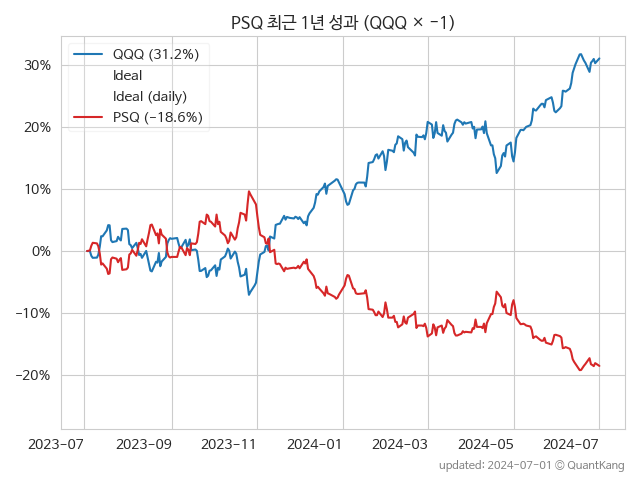 PSQ 최근 1년 성과 (QQQ × −1)
QQQ (31.2%)
Ideal
Ideal (daily)
PSQ (−18.6%)
30%
20%
10%
0%
−10%
−20%
2023-07 2023-09 2023-11 2024-01 2024-03 2024-05 2024-07
updated: 2024-07-01 © QuantKang